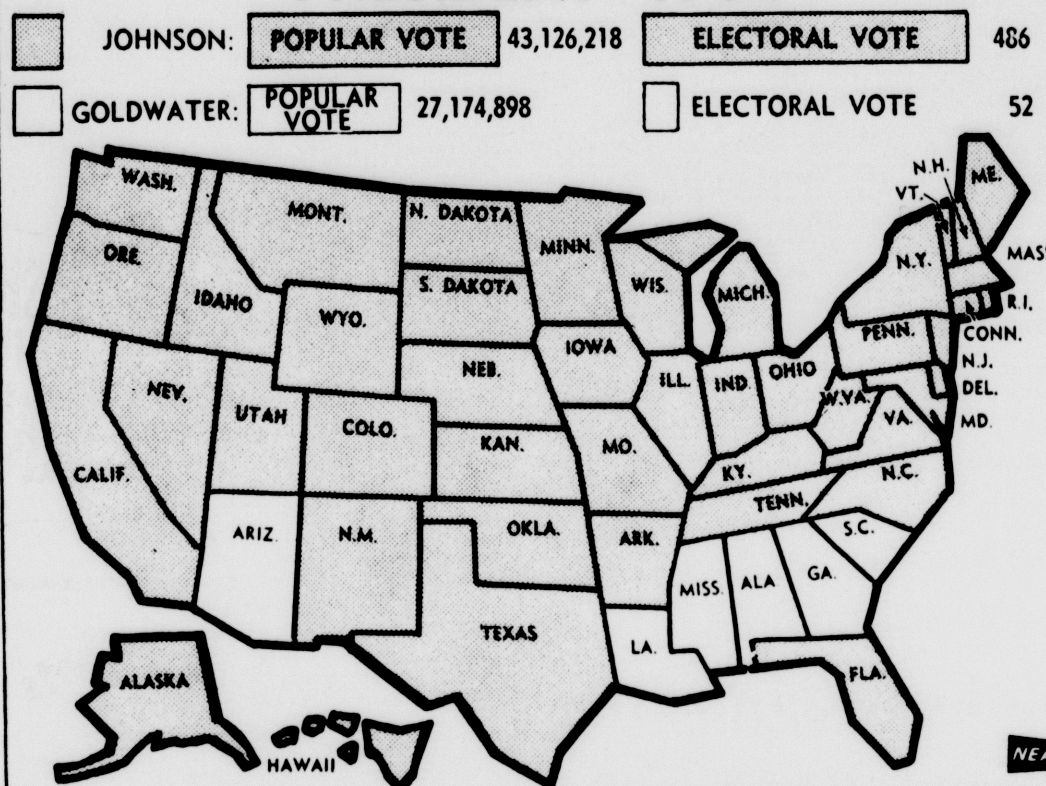 JOHNSON: POPULAR VOTE 43,126,218 ELECTORAL VOTE 486
GOLDWATER: POPULAR VOTE 27,174,898 ELECTORAL VOTE 52
WASH.
MONT.
N. DAKOTA
MINN.
N.H.
VT.
ME.
ORE.
IDAHO
WYO.
S. DAKOTA
WIS.
MICH.
N.Y.
MASS
R.I.
CONN.
N.J.
DEL.
MD.
PENN.
NEV.
UTAH
COLO.
NEB.
IOWA
ILL.
IND.
OHIO
W.VA.
VA.
CALIF.
KAN.
MO.
KY.
N.C.
TENN.
ARIZ.
N.M.
OKLA.
ARK.
S.C.
MISS.
ALA
GA.
TEXAS
LA.
FLA.
ALASKA
HAWAII
NEA